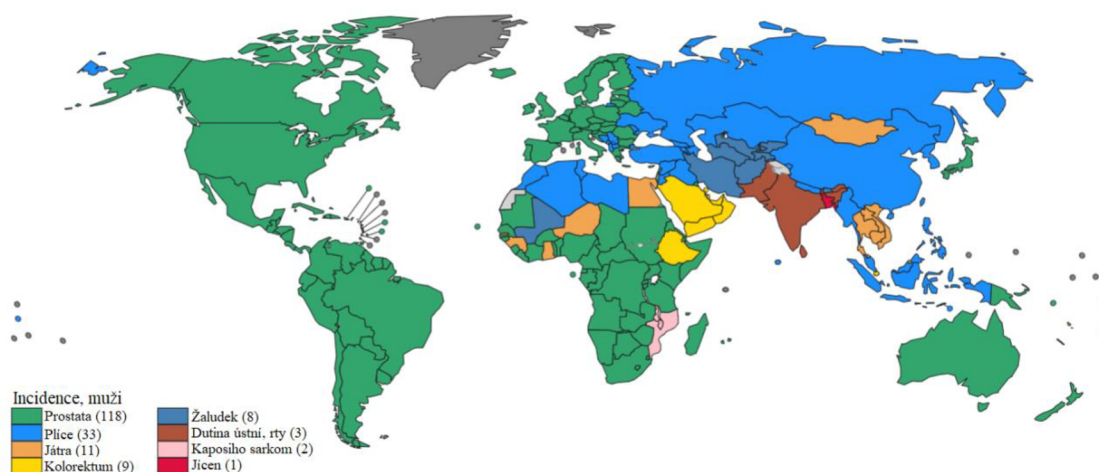 Incidence, muži
Prostata (118)
Plíce (33)
Játra (11)
Kolorektum (9)
Žaludek (8)
Dutina ústní, rty (3)
Kaposiho sarkom (2)
Jícen (1)